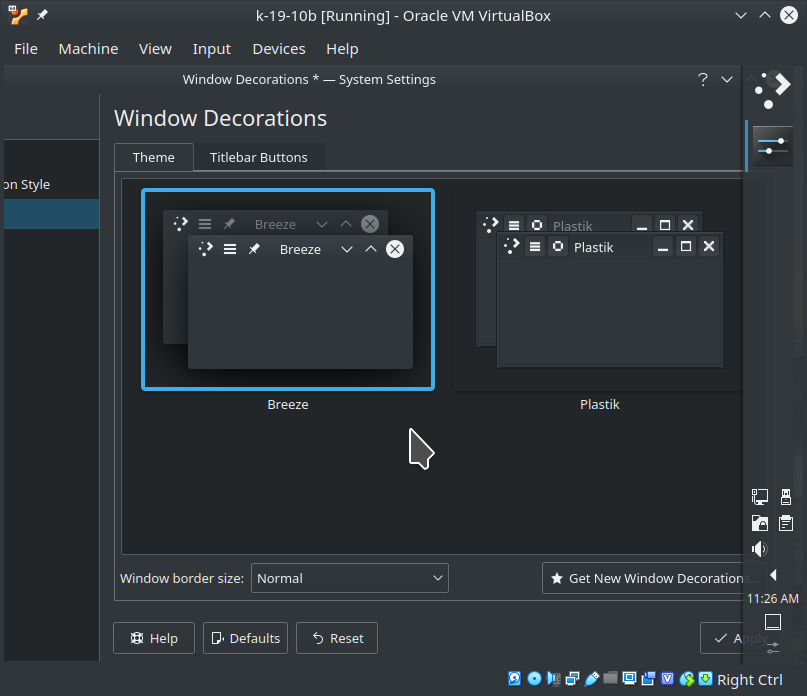 k-19-10b [Running] - Oracle VM VirtualBox
File Machine View Input Devices Help
Window Decorations * — System Settings
Window Decorations
Theme Titlebar Buttons
on Style
Breeze
Breeze
Plastik
Plastik
Breeze
Plastik
Window border size: Normal
Get New Window Decorations...
11:26 AM
Help Defaults Reset Apply
Right Ctrl